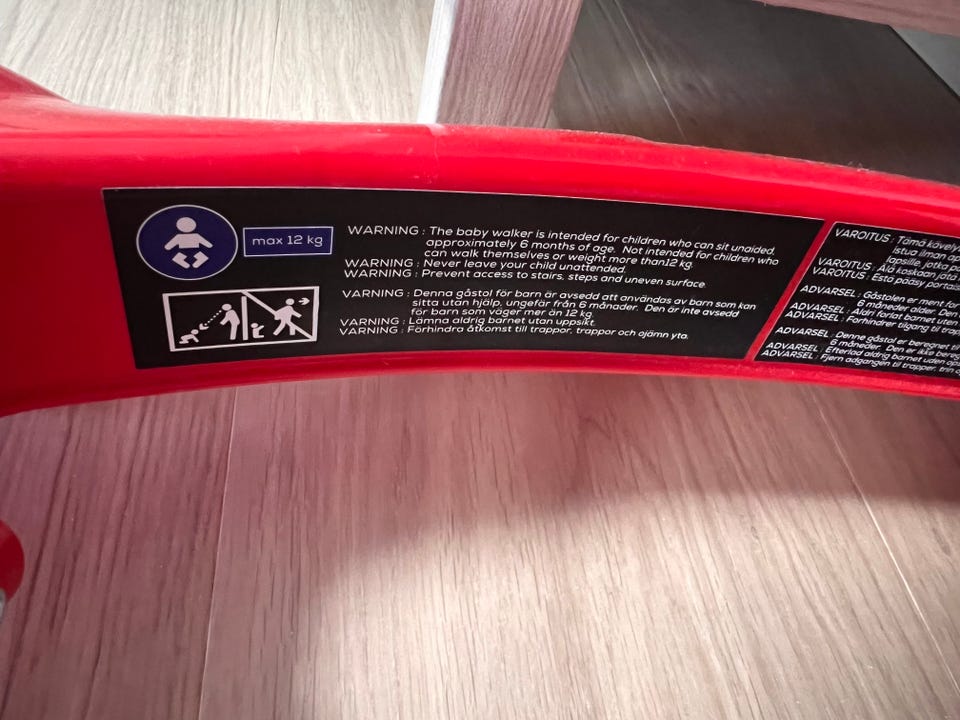 max 12 kg
WARNING : The baby walker is intended for children who can sit unaided,
approximately 6 months of age. Not intended for children who
can walk themselves or weight more than12 kg.
WARNING : Never leave your child unattended.
WARNING : Prevent access to stairs, steps and uneven surface.
VARNING : Denna gåstol för barn är avsedd att användas av barn som kan
sitta utan hjälp, ungefär från 6 månader. Den är inte avsedd
för barn som väger mer än 12 kg.
VARNING : Lämna aldrig barnet utan uppsikt.
VARNING : Förhindra åtkomst till trappor, trappor och ojämn yta.
VAROITUS : Tämä kävely
istua ilman
lapsille, jotka
VAROITUS : Älä koskaan jätä
VAROITUS : Estä pääsy
ADVARSEL : Gåstolen er ment for
6 måneder alder. Den
ADVARSEL : Aldri forlat barnet uten
ADVARSEL : Forhindrer tilgang til
ADVARSEL : Denne gåstol er beregnet til
6 måneder. Den er ikke
ADVARSEL : Efterlad aldrig barnet uden
ADVARSEL : Fjern adgangen til trapper, trin